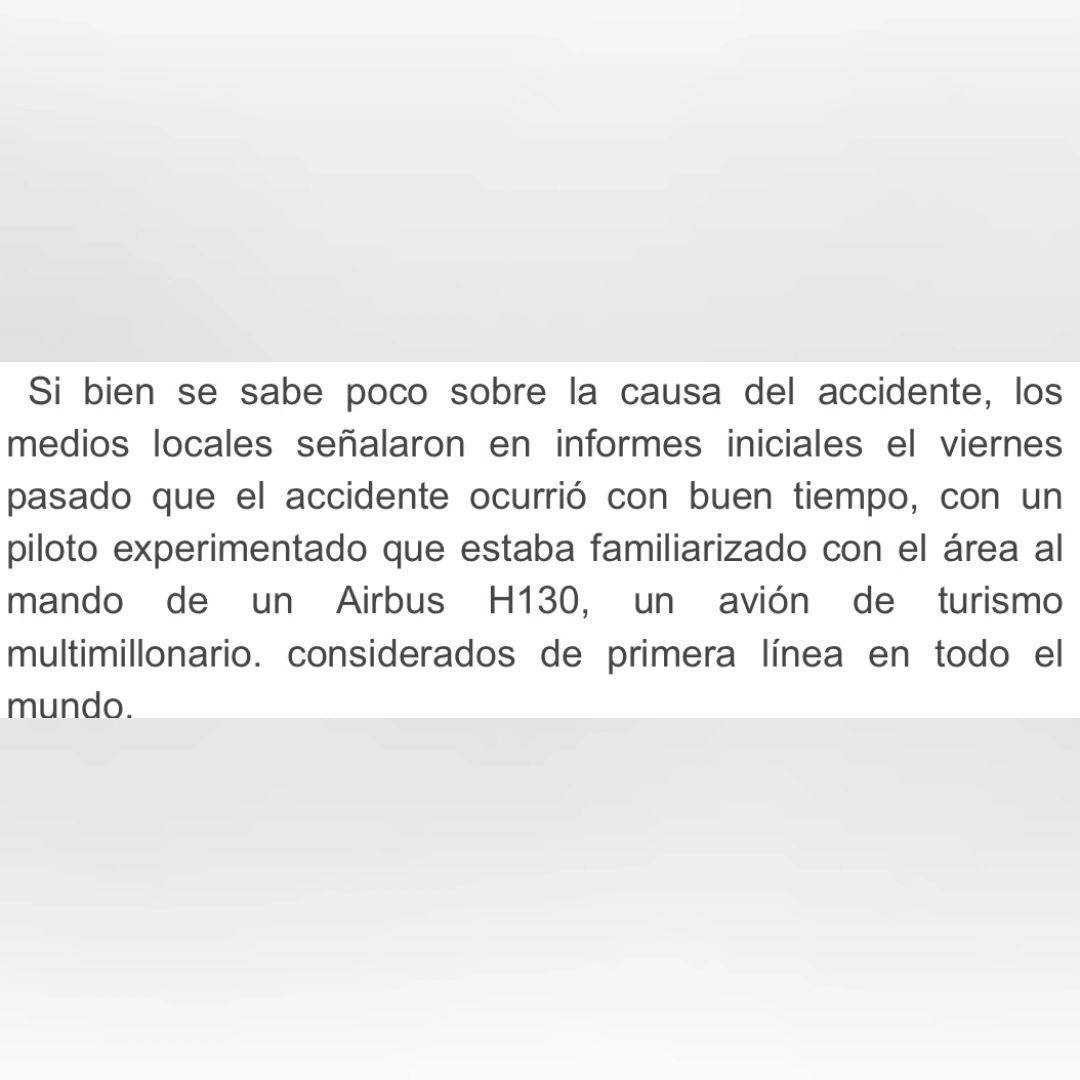 Si bien se sabe poco sobre la causa del accidente, los
medios locales señalaron en informes iniciales el viernes
pasado que el accidente ocurrió con buen tiempo, con un
piloto experimentado que estaba familiarizado con el área al
mando de un Airbus H130, un avión de turismo
multimillonario. considerados de primera línea en todo el
mundo.